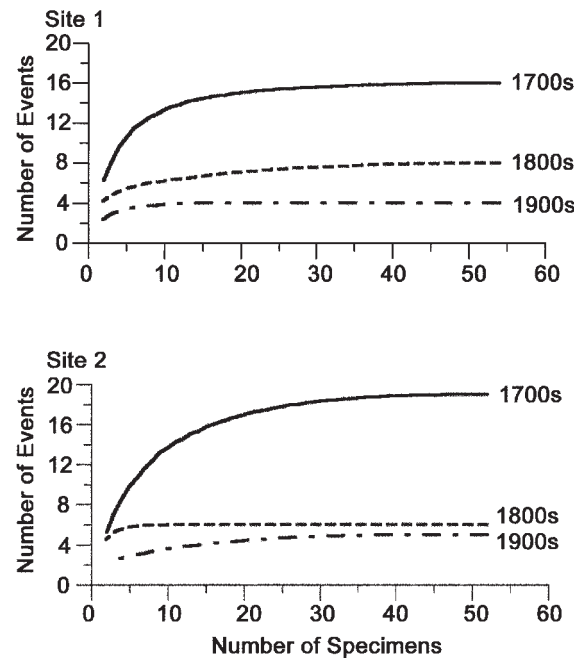 Site 1
Number of Events
20
16
12
8
4
0
1700s
1800s
1900s
0 10 20 30 40 50 60
Site 2
Number of Events
20
16
12
8
4
0
1700s
1800s
1900s
0 10 20 30 40 50 60
Number of Specimens